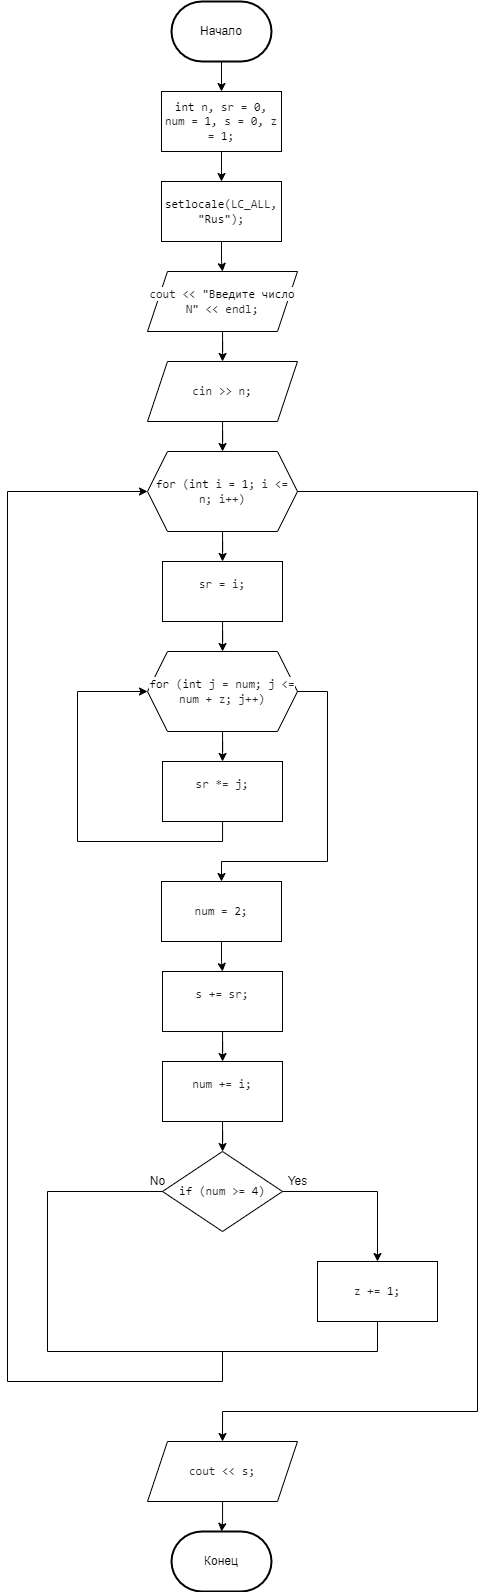 Начало
int n, sr = 0,
num = 1, s = 0, z
= 1;
setlocale(LC_ALL,
"Rus");
cout << "Введите число
N" << endl;
cin >> n;
for (int i = 1; i <=
n; i++)
sr = i;
for (int j = num; j <=
num + z; j++)
sr *= j;
num = 2;
s += sr;
num += i;
No
if (num >= 4)
Yes
z += 1;
cout << s;
Конец